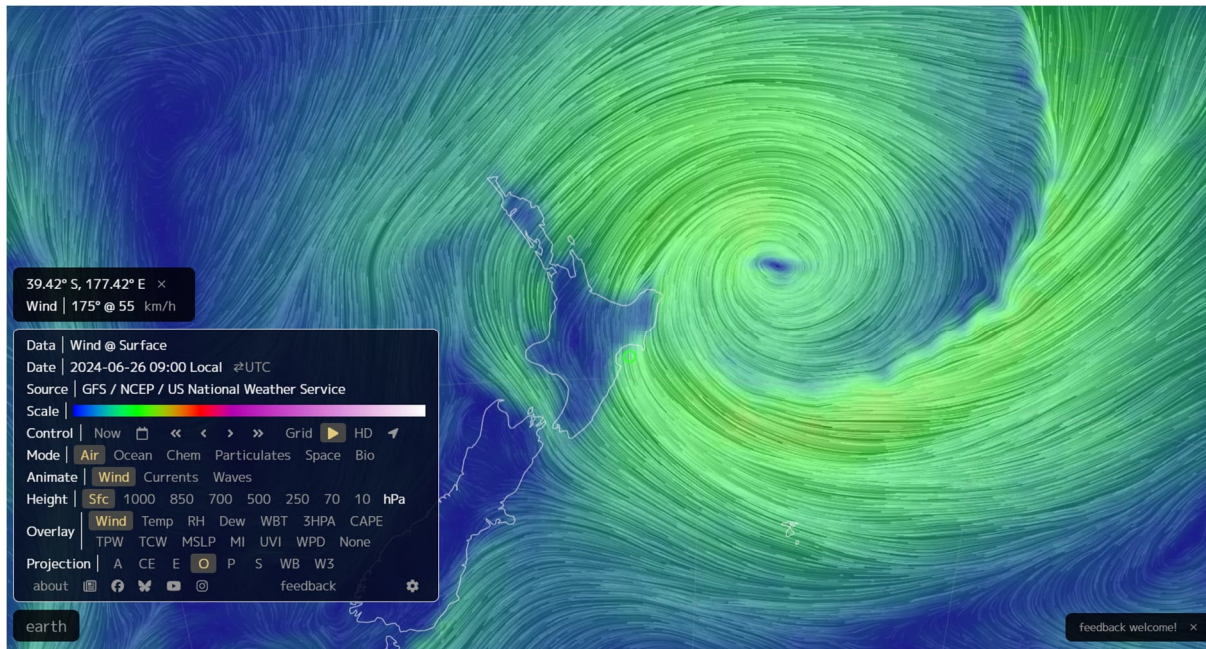 39.42° S, 177.42° E ×
Wind | 175° @ 55 km/h
Data | Wind @ Surface
Date | 2024-06-26 09:00 Local ⇄UTC
Source | GFS / NCEP / US National Weather Service
Scale |
Control | Now « ‹ › » Grid ▶ HD
Mode | Air Ocean Chem Particulates Space Bio
Animate | Wind Currents Waves
Height | Sfc 1000 850 700 500 250 70 10 hPa
Overlay | Wind Temp RH Dew WBT 3HPA CAPE
TPW TCW MSLP MI UVI WPD None
Projection | A CE E O P S WB W3
about feedback
earth
feedback welcome! ×